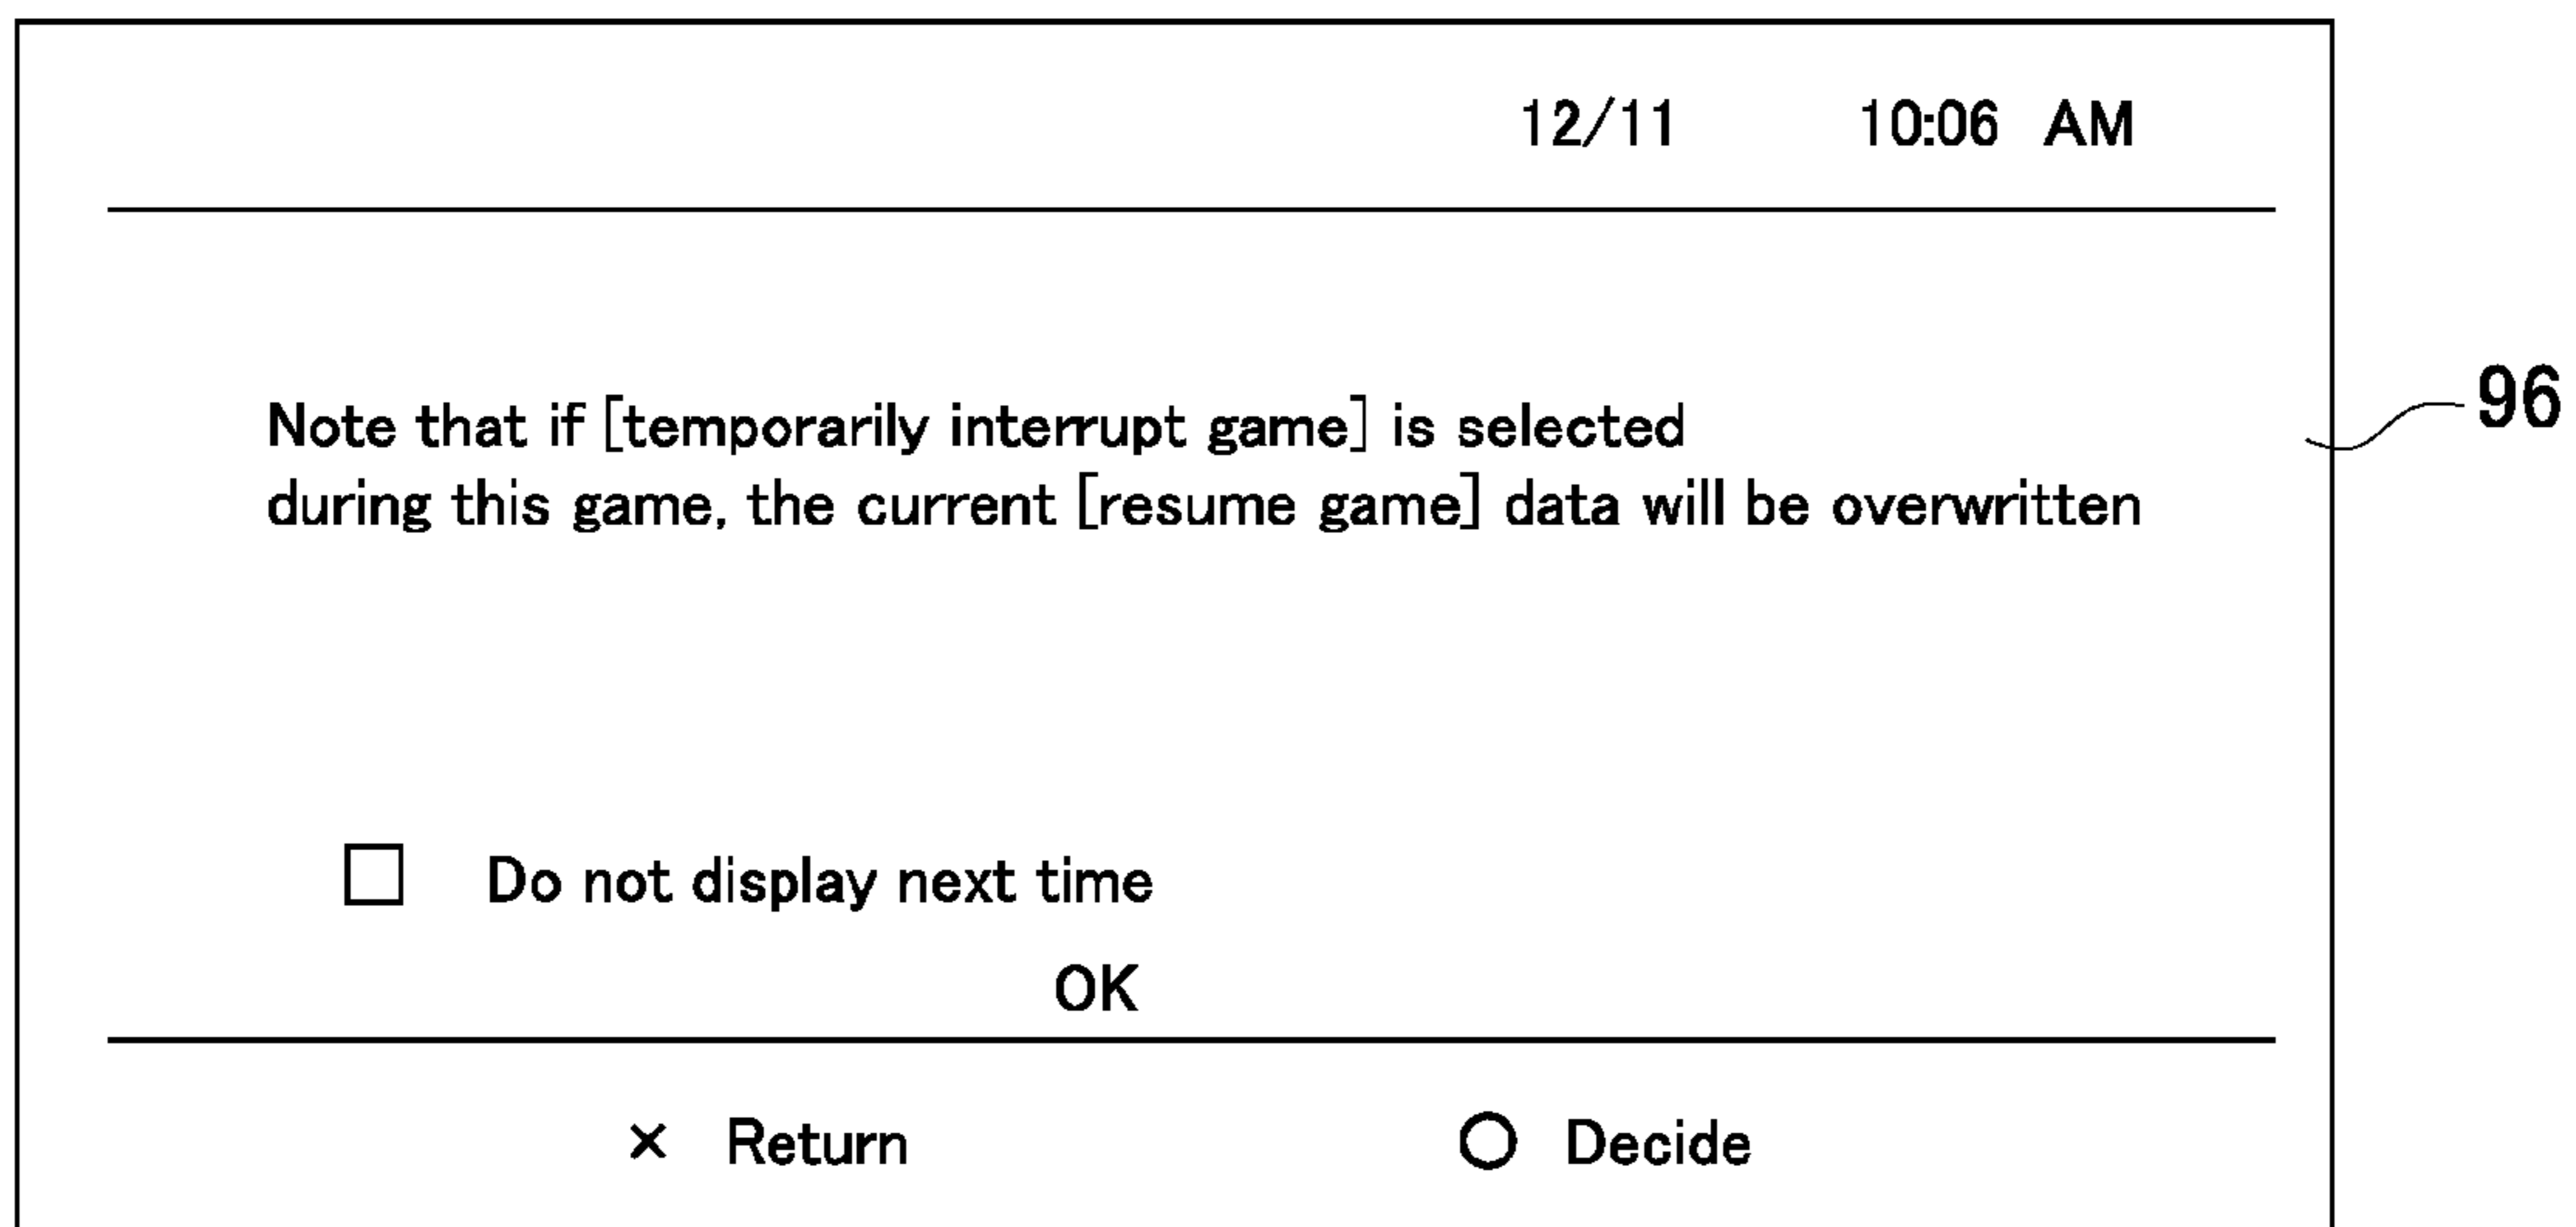 12/11 10:06 AM
Note that if [temporarily interrupt game] is selected
during this game, the current [resume game] data will be overwritten
96
Do not display next time
OK
× Return ○ Decide